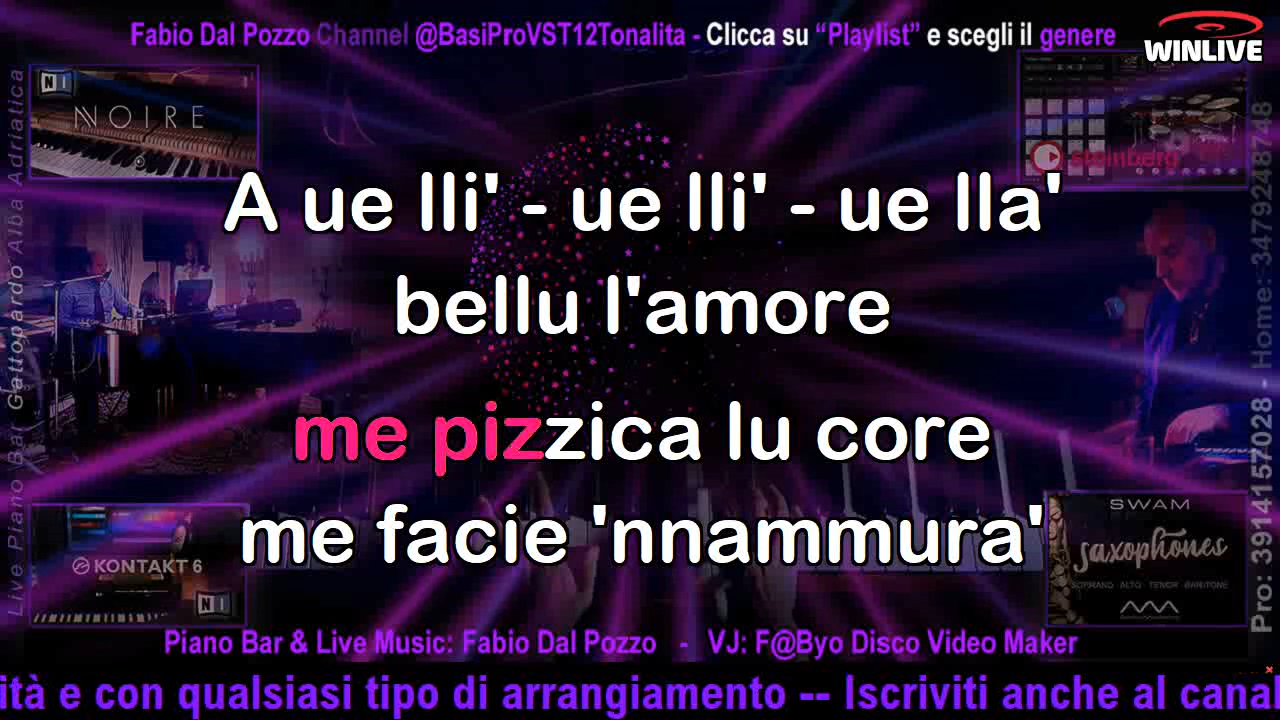 Fabio Dal Pozzo Channel @BasiProVST12Tonalita - Clicca su “Playlist” e scegli il genere
WINLIVE
NI
NOIRE
steinberg
Live Piano Bar Gattopardo Alba Adriatica
A ue lli' - ue lli' - ue lla'
bellu l'amore
me pizzica lu core
me facie 'nnammura'
Pro: 3914157028 - Home: 3479248748
KONTAKT 6
NI
SWAM
saxophones
SOPRANO ALTO TENOR BARITONE
Piano Bar & Live Music: Fabio Dal Pozzo - VJ: F@Byo Disco Video Maker
ità e con qualsiasi tipo di arrangiamento -- Iscriviti anche al canal